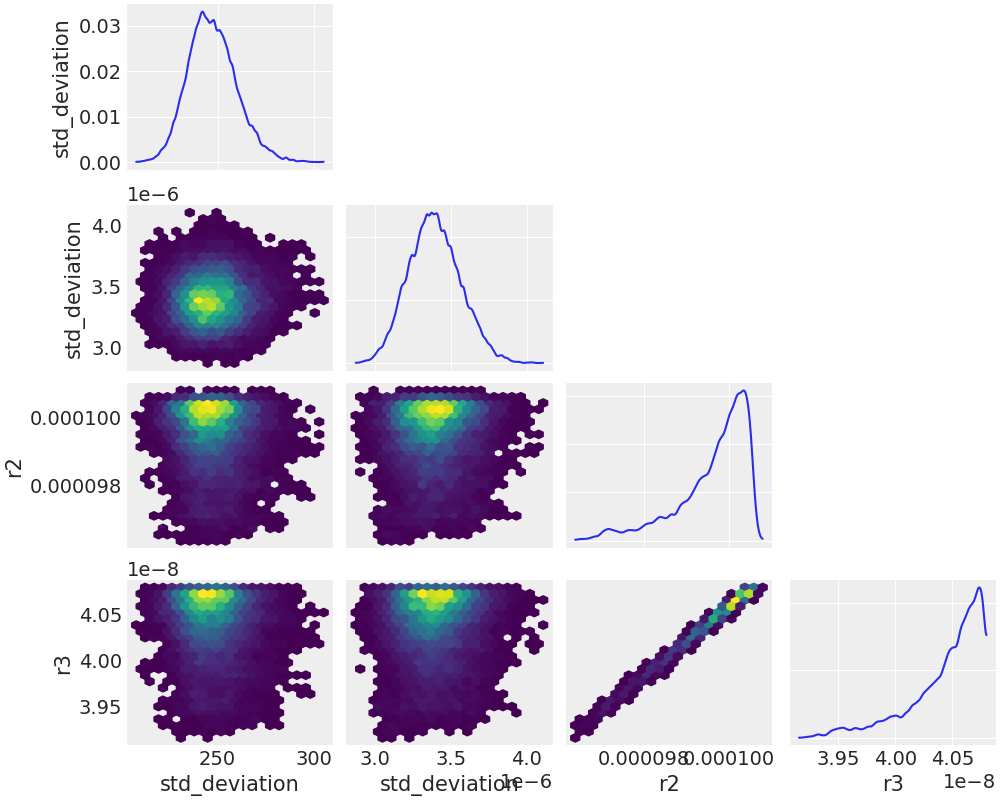 std_deviation
0.03
0.02
0.01
0.00
1e−6
std_deviation
4.0
3.5
3.0
r2
0.000100
0.000098
1e−8
r3
4.05
4.00
3.95
250 300
3.0 3.5 4.0
0.000098 0.000100
3.95 4.00 4.05
1e−6
1e−8
std_deviation std_deviation r2 r3